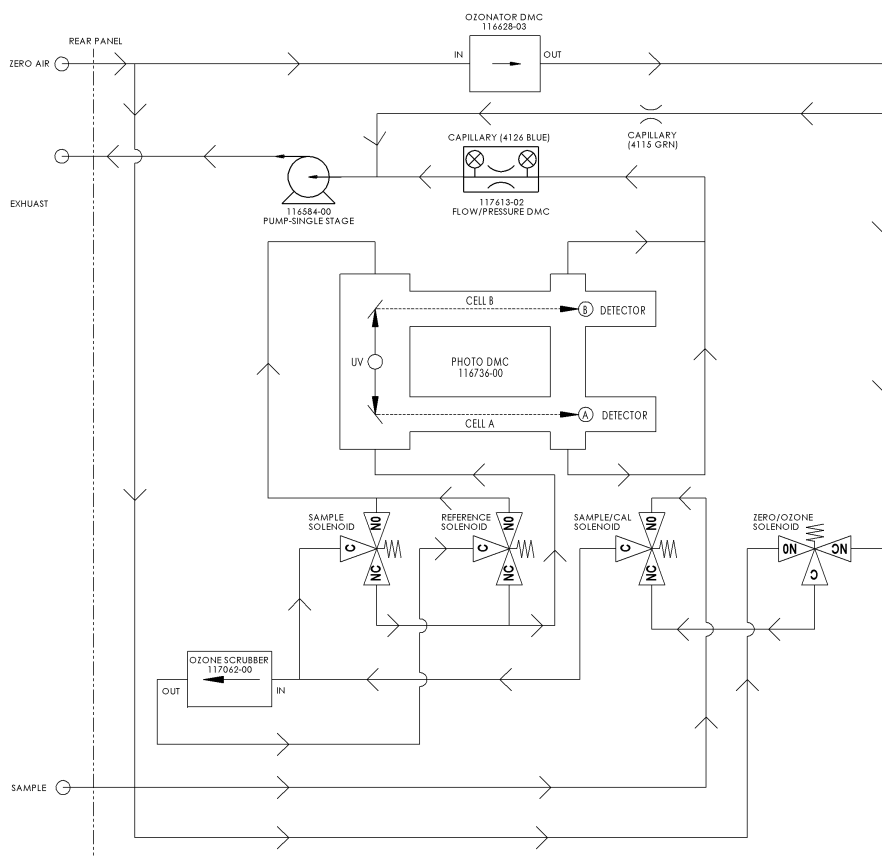 OZONATOR DMC
116628-03
REAR PANEL
IN
OUT
ZERO AIR
CAPILLARY (4126 BLUE)
CAPILLARY
(4115 GRN)
117613-02
FLOW/PRESSURE DMC
EXHUAST
116584-00
PUMP-SINGLE STAGE
CELL B
B
DETECTOR
UV
PHOTO DMC
116736-00
A
DETECTOR
CELL A
SAMPLE
SOLENOID
REFERENCE
SOLENOID
SAMPLE/CAL
SOLENOID
ZERO/OZONE
SOLENOID
NO
C
NC
NO
C
NC
NO
C
NC
NO
NC
C
OZONE SCRUBBER
117062-00
OUT
IN
SAMPLE